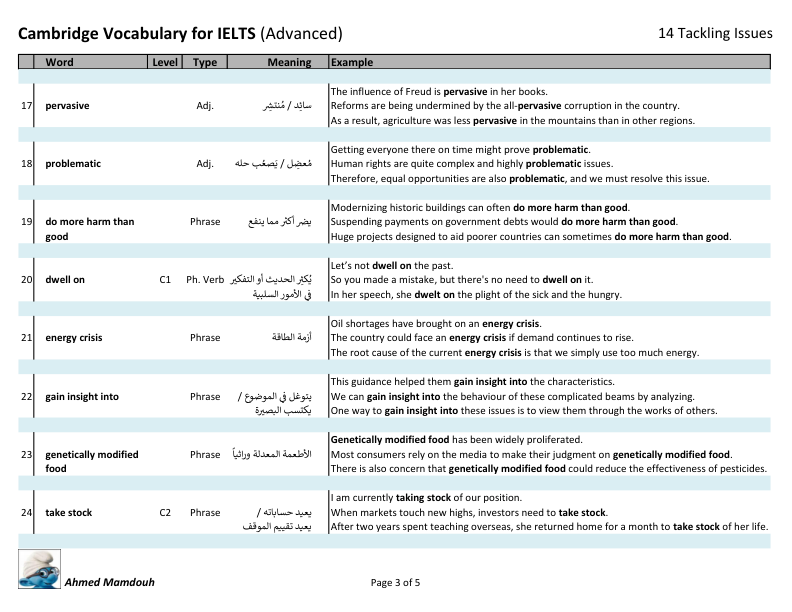 Cambridge Vocabulary for IELTS (Advanced) 14 Tackling Issues
Word Level Type Meaning Example
The influence of Freud is pervasive in her books.
17 pervasive Adj. سائِد / مُنتشِر Reforms are being undermined by the all-pervasive corruption in the country.
As a result, agriculture was less pervasive in the mountains than in other regions.
Getting everyone there on time might prove problematic.
18 problematic Adj. مُعضِل / يَصعُب حله Human rights are quite complex and highly problematic issues.
Therefore, equal opportunities are also problematic, and we must resolve this issue.
Modernizing historic buildings can often do more harm than good.
19 do more harm than Phrase يضر أكثر مما ينفع Suspending payments on government debts would do more harm than good.
good Huge projects designed to aid poorer countries can sometimes do more harm than good.
Let's not dwell on the past.
20 dwell on C1 Ph. Verb يُكثِر الحديث أو التفكير So you made a mistake, but there's no need to dwell on it.
في الأمور السلبية In her speech, she dwelt on the plight of the sick and the hungry.
Oil shortages have brought on an energy crisis.
21 energy crisis Phrase أزمة الطاقة The country could face an energy crisis if demand continues to rise.
The root cause of the current energy crisis is that we simply use too much energy.
This guidance helped them gain insight into the characteristics.
22 gain insight into Phrase يتوغل في الموضوع / We can gain insight into the behaviour of these complicated beams by analyzing.
يكتسب البصيرة One way to gain insight into these issues is to view them through the works of others.
Genetically modified food has been widely proliferated.
23 genetically modified Phrase الأطعمة المعدلة وراثياً Most consumers rely on the media to make their judgment on genetically modified food.
food There is also concern that genetically modified food could reduce the effectiveness of pesticides.
I am currently taking stock of our position.
24 take stock C2 Phrase يعيد حساباته / When markets touch new highs, investors need to take stock.
يعيد تقييم الموقف After two years spent teaching overseas, she returned home for a month to take stock of her life.
Ahmed Mamdouh Page 3 of 5